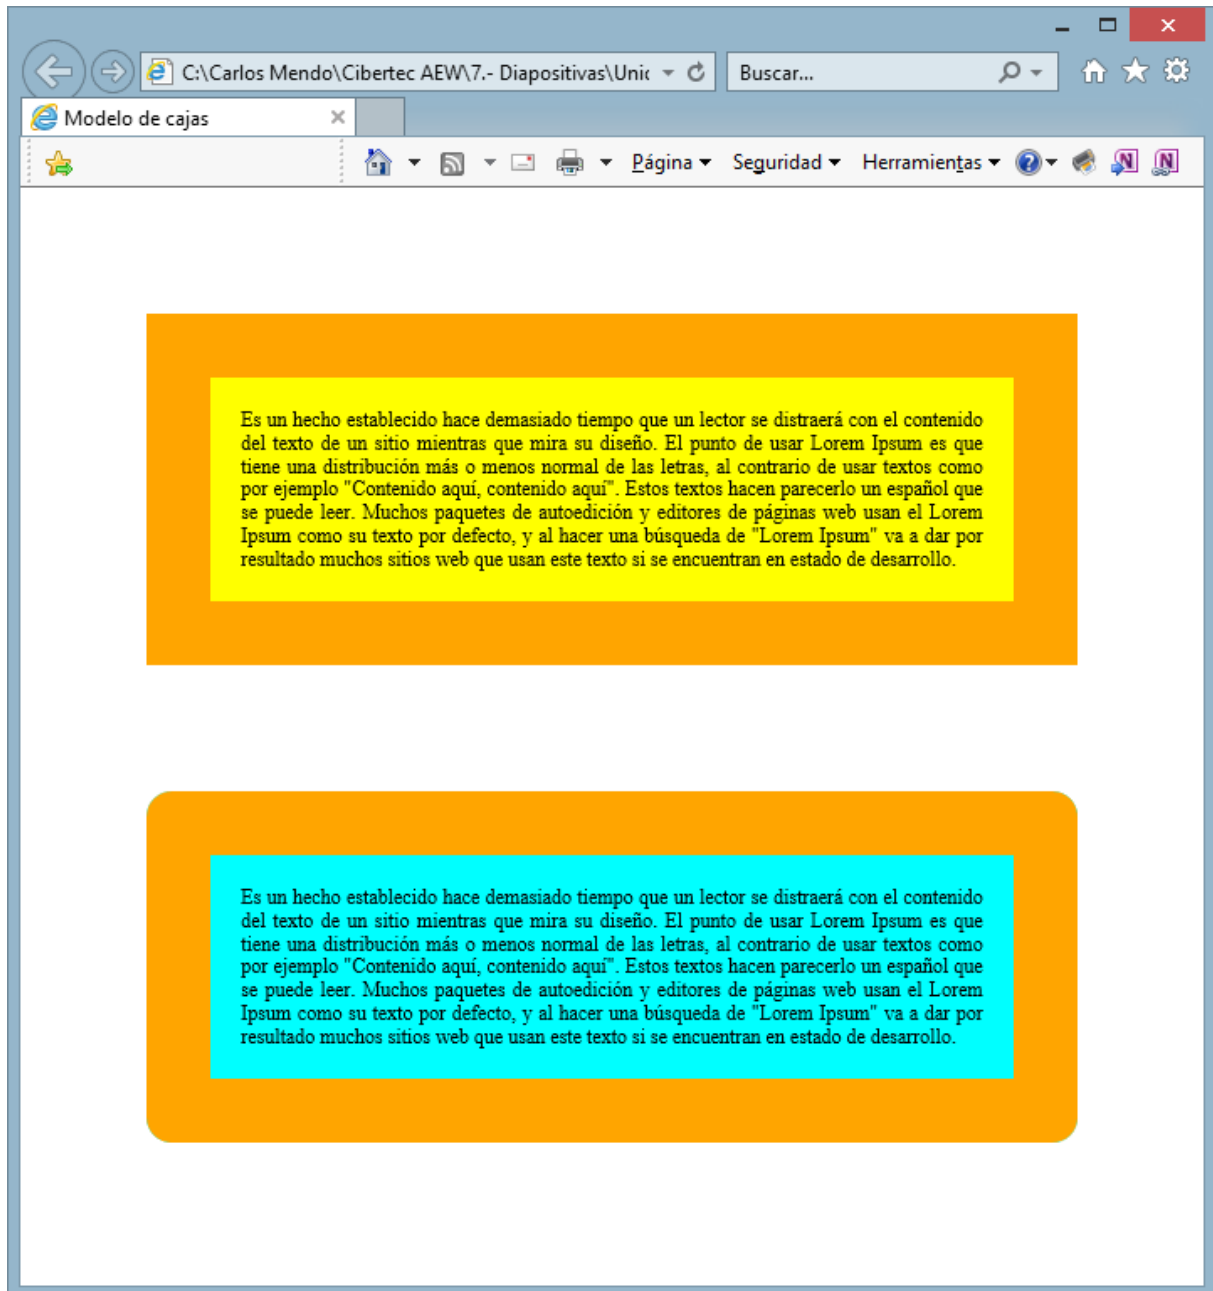 C:\Carlos Mendo\Cibertec AEW\7.- Diapositivas\Unic
Buscar...
Modelo de cajas
Página
Seguridad
Herramientas
Es un hecho establecido hace demasiado tiempo que un lector se distraerá con el contenido
del texto de un sitio mientras que mira su diseño. El punto de usar Lorem Ipsum es que
tiene una distribución más o menos normal de las letras, al contrario de usar textos como
por ejemplo "Contenido aquí, contenido aquí". Estos textos hacen parecerlo un español que
se puede leer. Muchos paquetes de autoedición y editores de páginas web usan el Lorem
Ipsum como su texto por defecto, y al hacer una búsqueda de "Lorem Ipsum" va a dar por
resultado muchos sitios web que usan este texto si se encuentran en estado de desarrollo.
Es un hecho establecido hace demasiado tiempo que un lector se distraerá con el contenido
del texto de un sitio mientras que mira su diseño. El punto de usar Lorem Ipsum es que
tiene una distribución más o menos normal de las letras, al contrario de usar textos como
por ejemplo "Contenido aquí, contenido aquí". Estos textos hacen parecerlo un español que
se puede leer. Muchos paquetes de autoedición y editores de páginas web usan el Lorem
Ipsum como su texto por defecto, y al hacer una búsqueda de "Lorem Ipsum" va a dar por
resultado muchos sitios web que usan este texto si se encuentran en estado de desarrollo.